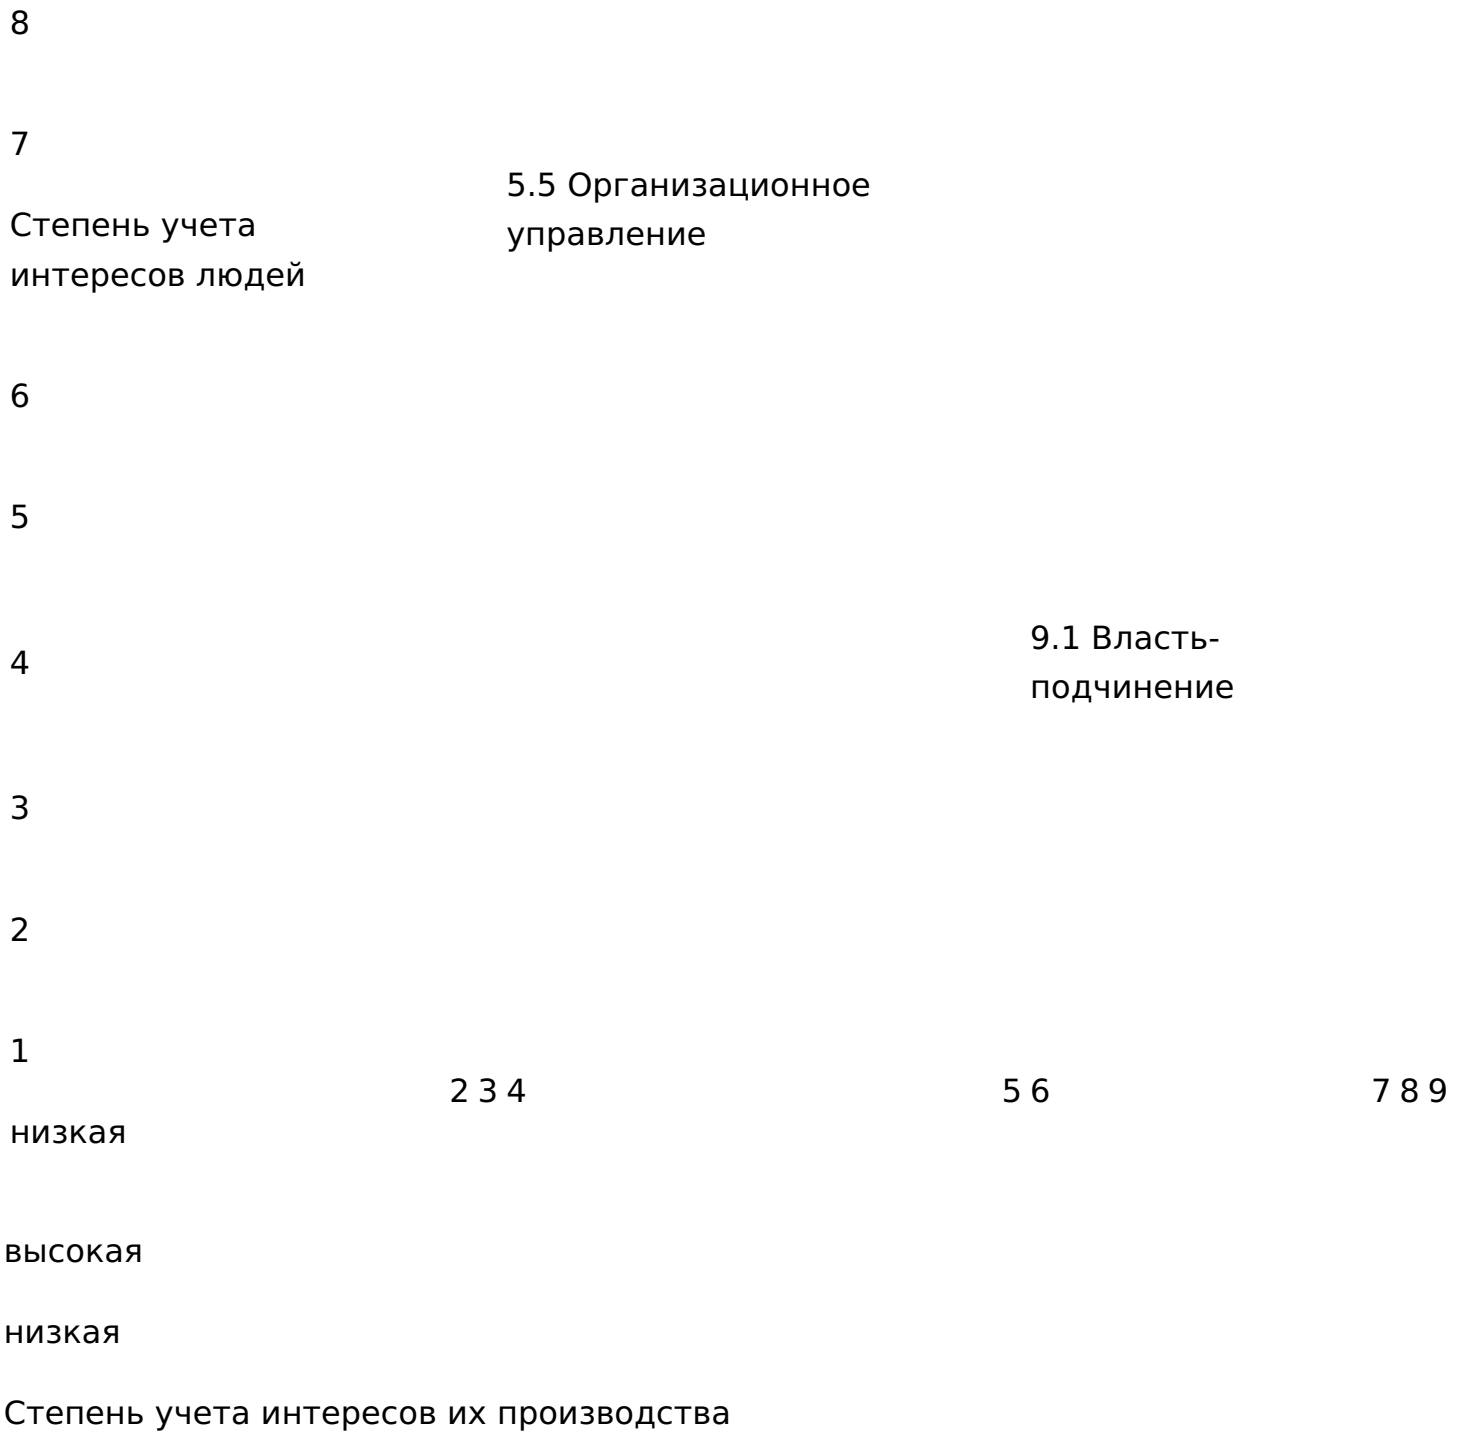 8
7
5.5 Организационное
управление
Степень учета
интересов людей
6
5
9.1 Власть-
подчинение
4
3
2
1
2 3 4 5 6 7 8 9
низкая
высокая
низкая
Степень учета интересов их производства